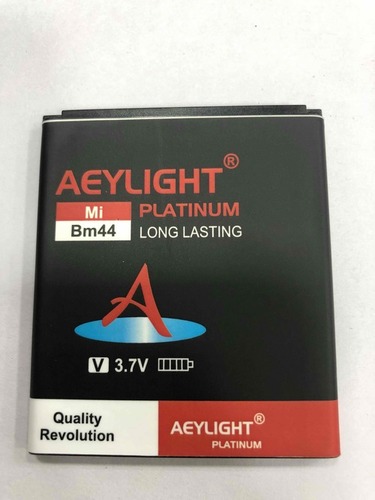 AEYLIGHT®
Mi PLATINUM
Bm44 LONG LASTING
A
V 3.7V
Quality
Revolution
AEYLIGHT®
PLATINUM